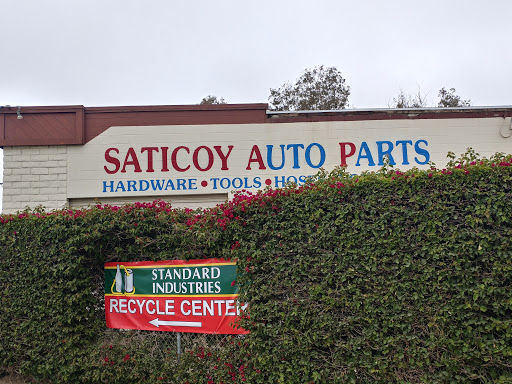 SATICOY AUTO PARTS
HARDWARE • TOOLS •
STANDARD
INDUSTRIES
RECYCLE CENTER